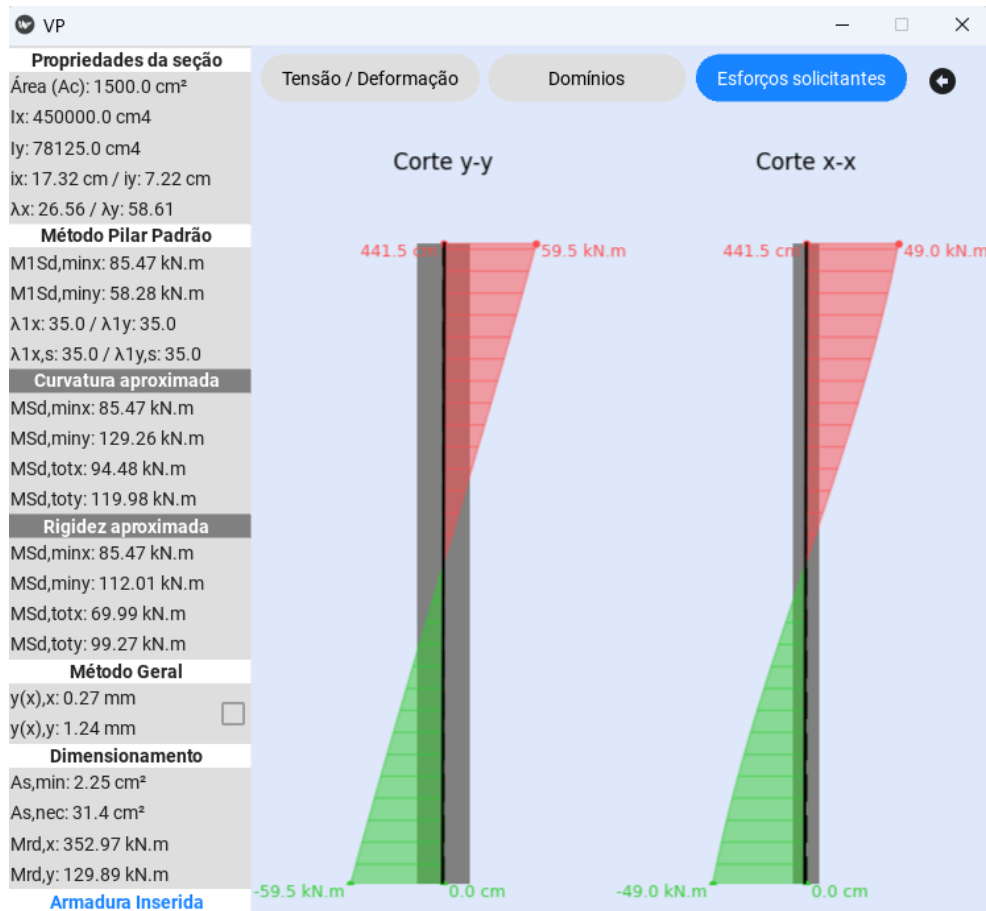 VP
Propriedades da seção
Área (Ac): 1500.0 cm²
Ix: 450000.0 cm4
Iy: 78125.0 cm4
ix: 17.32 cm / iy: 7.22 cm
λx: 26.56 / λy: 58.61
Método Pilar Padrão
M1Sd,minx: 85.47 kN.m
M1Sd,miny: 58.28 kN.m
λ1x: 35.0 / λ1y: 35.0
λ1x,s: 35.0 / λ1y,s: 35.0
Curvatura aproximada
MSd,minx: 85.47 kN.m
MSd,miny: 129.26 kN.m
MSd,totx: 94.48 kN.m
MSd,toty: 119.98 kN.m
Rigidez aproximada
MSd,minx: 85.47 kN.m
MSd,miny: 112.01 kN.m
MSd,totx: 69.99 kN.m
MSd,toty: 99.27 kN.m
Método Geral
y(x),x: 0.27 mm
y(x),y: 1.24 mm
Dimensionamento
As,min: 2.25 cm²
As,nec: 31.4 cm²
Mrd,x: 352.97 kN.m
Mrd,y: 129.89 kN.m
Armadura Inserida
Tensão / Deformação Domínios Esforços solicitantes
Corte y-y Corte x-x
441.5 cm 59.5 kN.m 441.5 cm 49.0 kN.m
-59.5 kN.m 0.0 cm -49.0 kN.m 0.0 cm